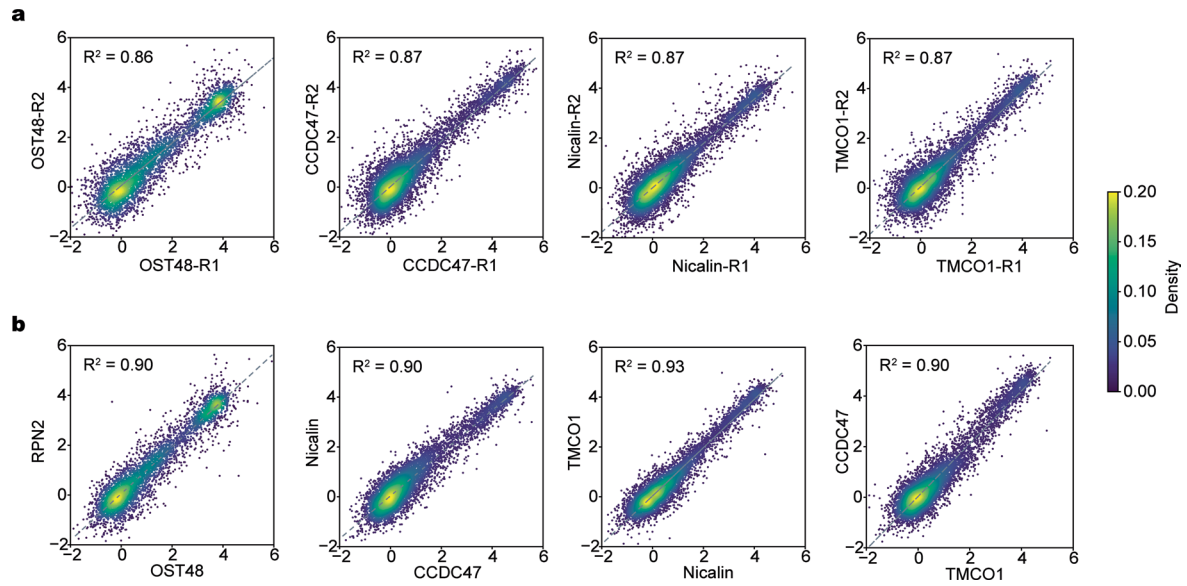 a
6
4
2
0
−2
OST48-R2
R² = 0.86
−2 0 2 4 6
OST48-R1
6
4
2
0
−2
CCDC47-R2
R² = 0.87
−2 0 2 4 6
CCDC47-R1
6
4
2
0
−2
Nicalin-R2
R² = 0.87
−2 0 2 4 6
Nicalin-R1
6
4
2
0
−2
TMCO1-R2
R² = 0.87
−2 0 2 4 6
TMCO1-R1
0.20
0.15
0.10
0.05
0.00
Density
b
6
4
2
0
−2
RPN2
R² = 0.90
−2 0 2 4 6
OST48
6
4
2
0
−2
Nicalin
R² = 0.90
−2 0 2 4 6
CCDC47
6
4
2
0
−2
TMCO1
R² = 0.93
−2 0 2 4 6
Nicalin
6
4
2
0
−2
CCDC47
R² = 0.90
−2 0 2 4 6
TMCO1